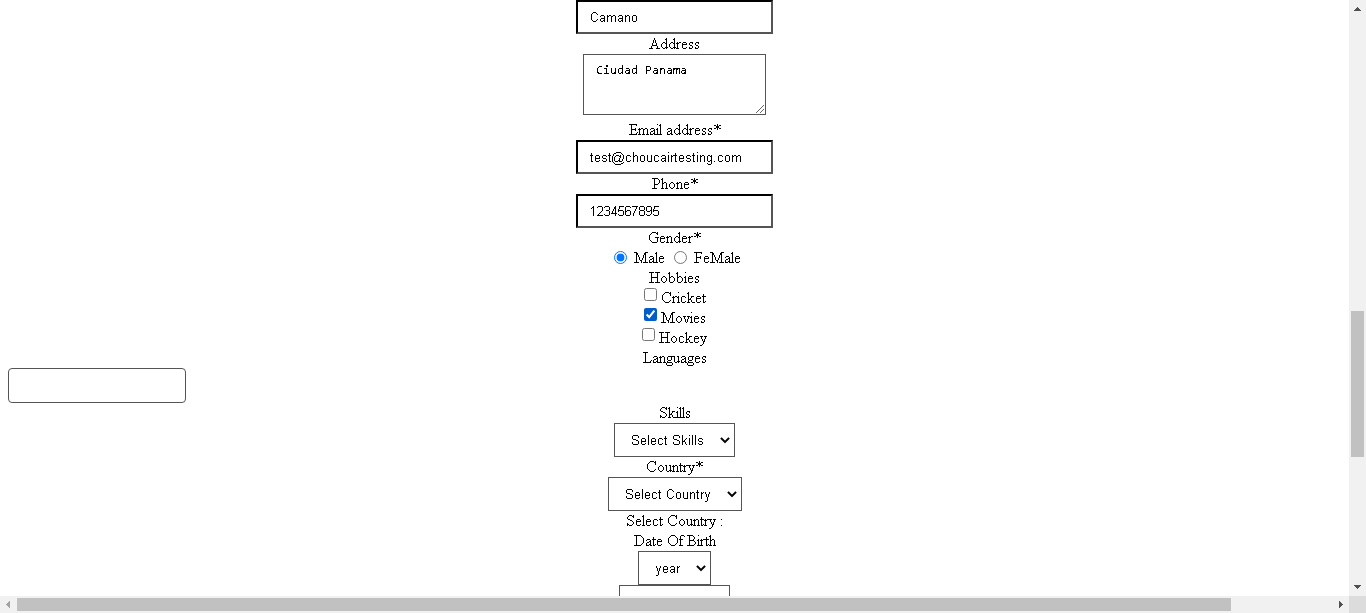 Camano
Address
Ciudad Panama
Email address*
test@choucairtesting.com
Phone*
1234567895
Gender*
Male FeMale
Hobbies
Cricket
Movies
Hockey
Languages
Skills
Select Skills
Country*
Select Country
Select Country :
Date Of Birth
year